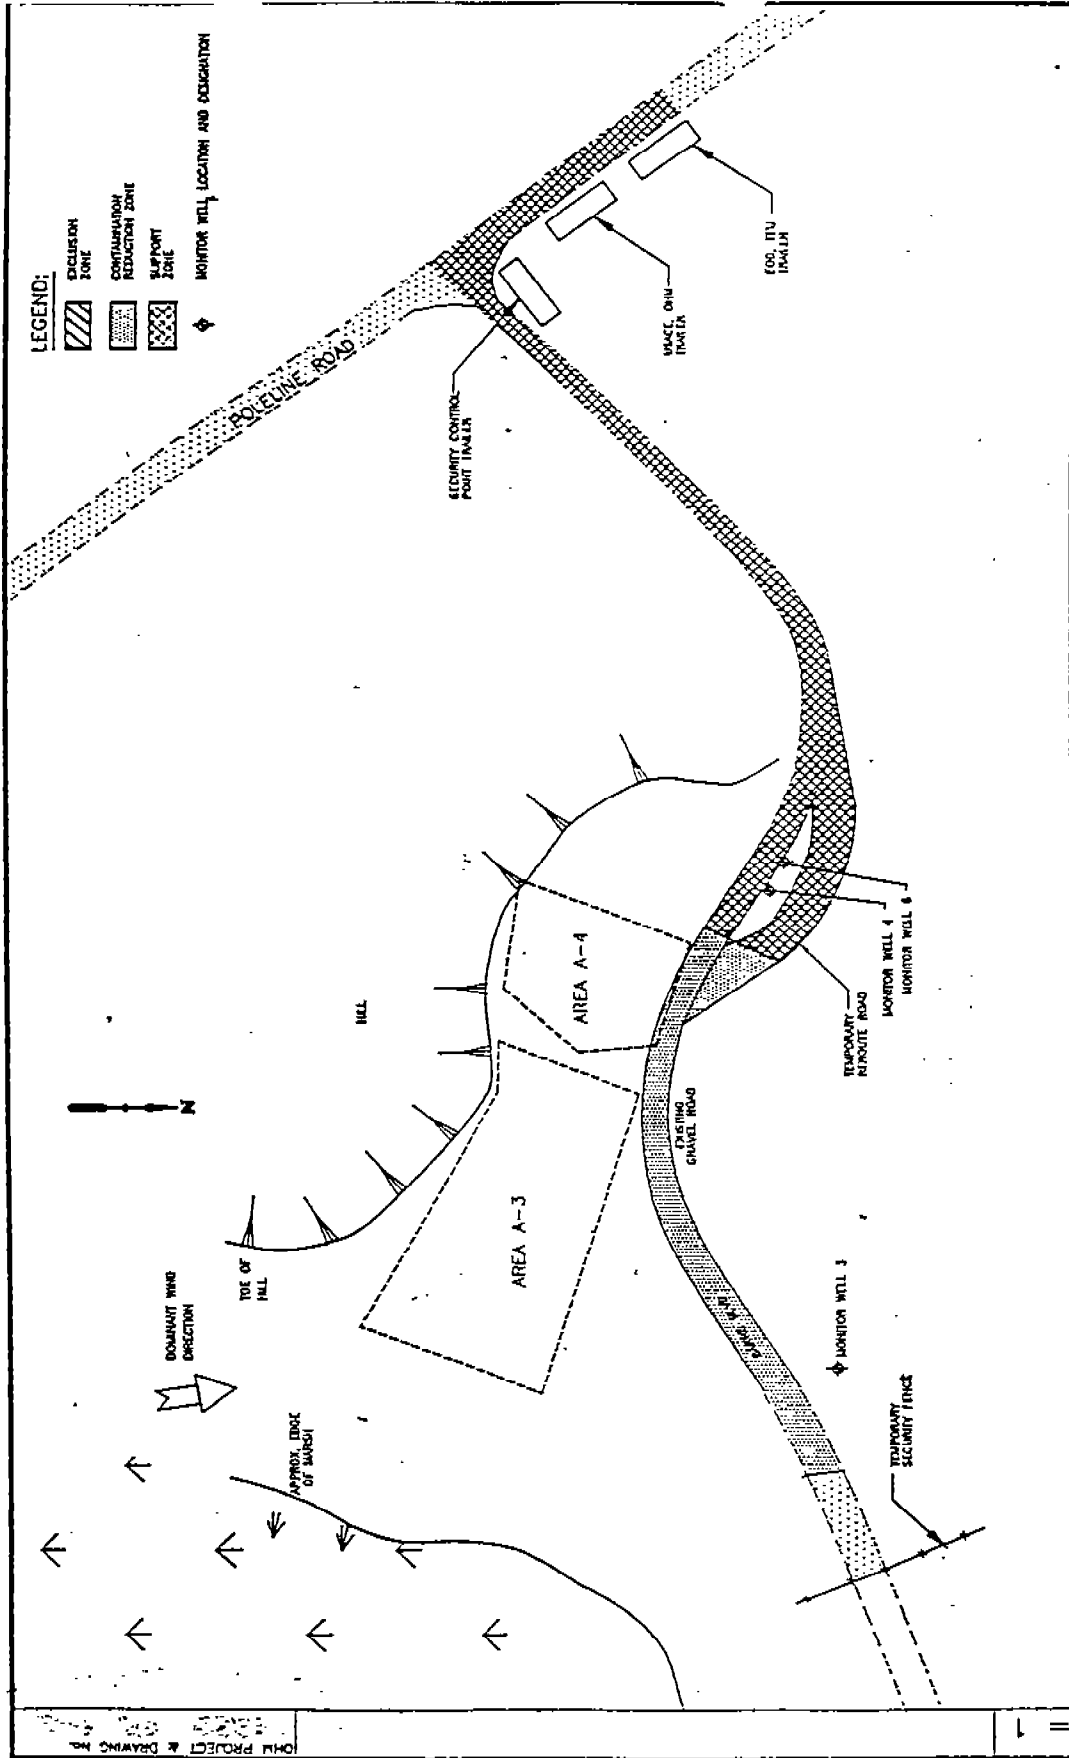 LEGEND:
EXCLUSION
ZONE
CONTAMINATION
REDUCTION ZONE
SUPPORT
ZONE
MONITOR WELL LOCATION AND DESIGNATION
POLELINE ROAD
SECURITY CONTROL
POINT TRAILER
USACE, OHM
TRAILER
TRAILER
HILL
N
AREA A-4
AREA A-3
TOE OF
HILL
DOMINANT WIND
DIRECTION
APPROX. EDGE
OF MARSH
EXISTING
GRAVEL ROAD
TEMPORARY
REROUTE ROAD
MONITOR WELL 4
MONITOR WELL 6
MONITOR WELL 3
TEMPORARY
SECURITY FENCE
OHM PROJECT & DRAWING No.
1